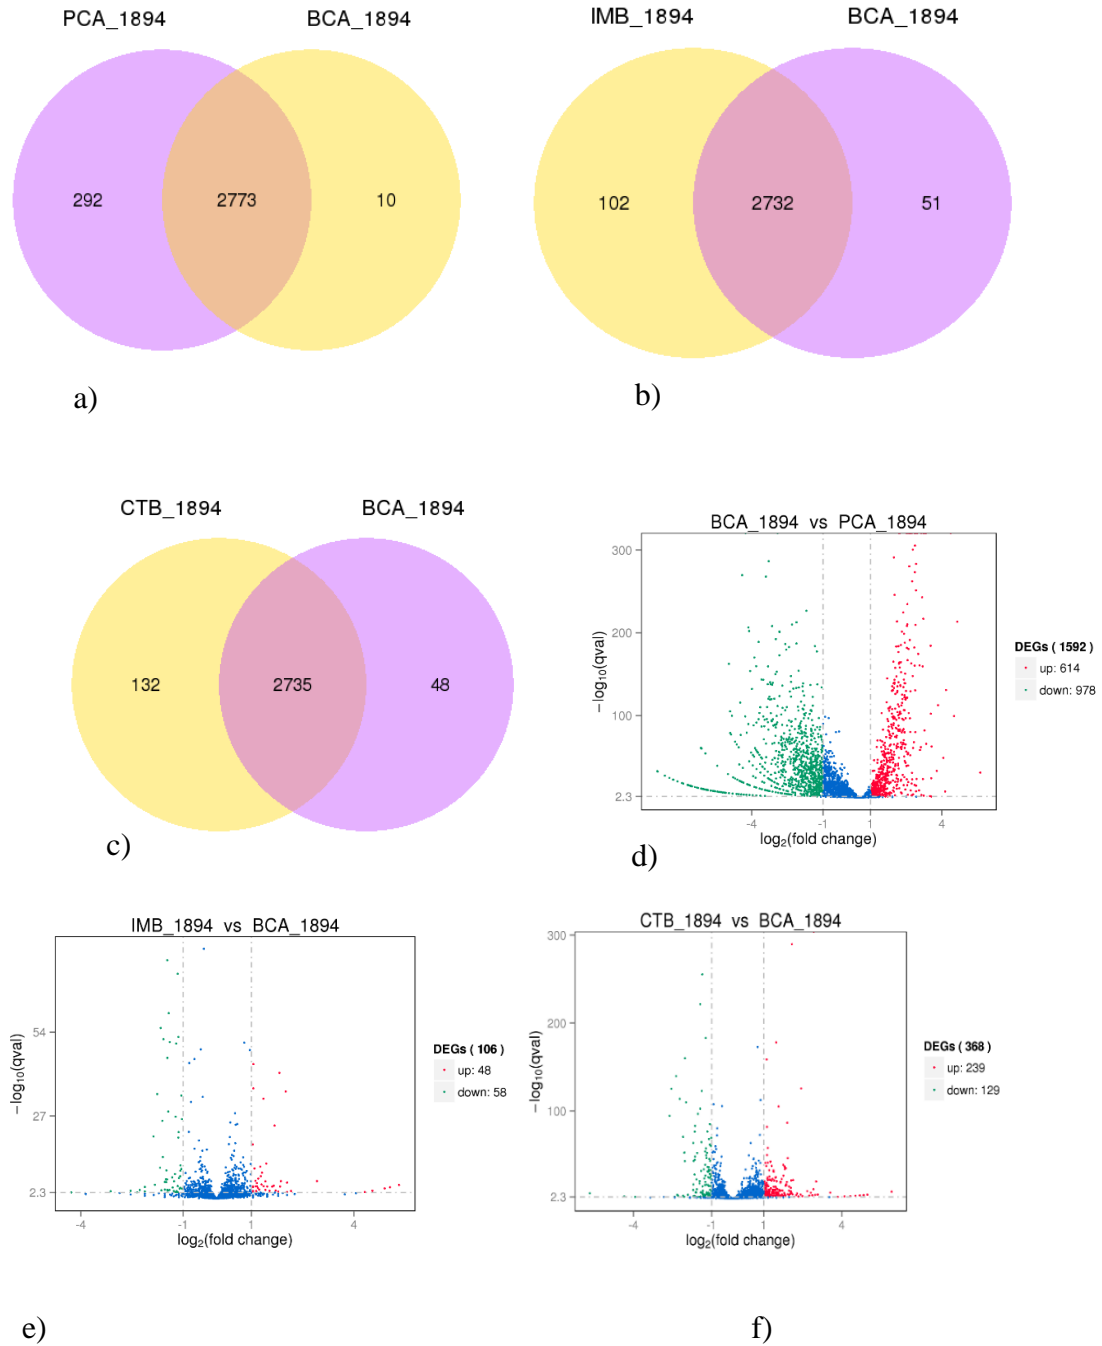 PCA_1894 BCA_1894
292 2773 10
a)
IMB_1894 BCA_1894
102 2732 51
b)
CTB_1894 BCA_1894
132 2735 48
c)
BCA_1894 vs PCA_1894
300
200
100
2.3
−log10(qval)
-4 -1 1 4
log2(fold change)
DEGs ( 1592 )
up: 614
down: 978
d)
IMB_1894 vs BCA_1894
54
27
2.3
−log10(qval)
-4 -1 1 4
log2(fold change)
DEGs ( 106 )
up: 48
down: 58
e)
CTB_1894 vs BCA_1894
300
200
100
2.3
−log10(qval)
-4 -1 1 4
log2(fold change)
DEGs ( 368 )
up: 239
down: 129
f)